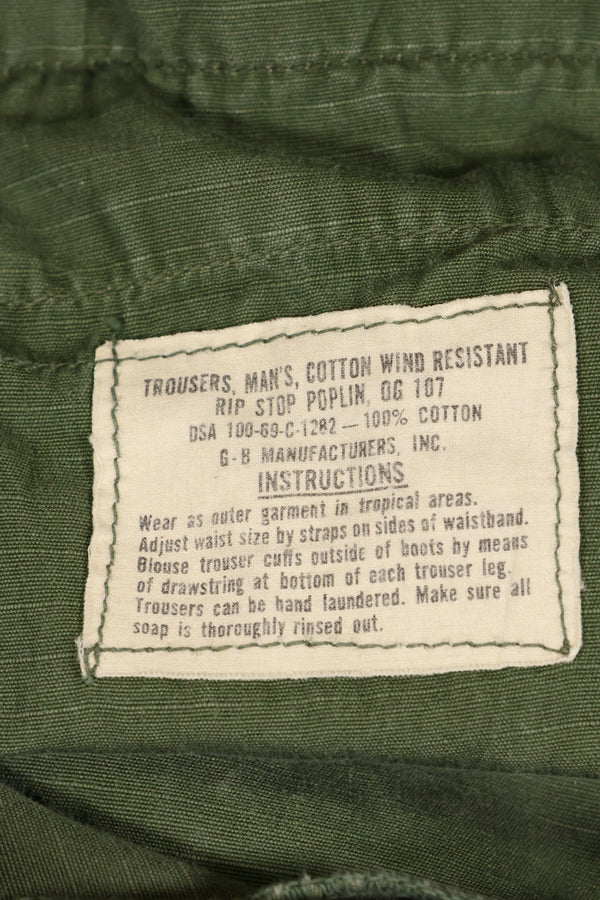 TROUSERS, MAN'S, COTTON WIND RESISTANT
RIP STOP POPLIN, OG 107
DSA 100-69-C-1282 — 100% COTTON
G-B MANUFACTURERS, INC.
INSTRUCTIONS
Wear as outer garment in tropical areas.
Adjust waist size by straps on sides of waistband.
Blouse trouser cuffs outside of boots by means
of drawstring at bottom of each trouser leg.
Trousers can be hand laundered. Make sure all
soap is thoroughly rinsed out.